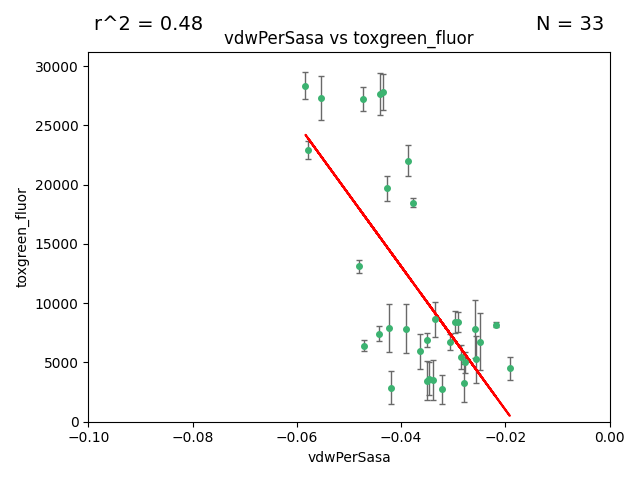 r^2 = 0.48
N = 33
vdwPerSasa vs toxgreen_fluor
30000
25000
20000
15000
10000
5000
0
toxgreen_fluor
−0.10
−0.08
−0.06
−0.04
−0.02
0.00
vdwPerSasa